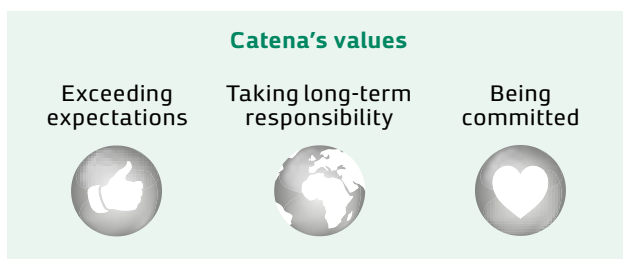 Catena’s values
Exceeding
expectations
Taking long-term
responsibility
Being
committed